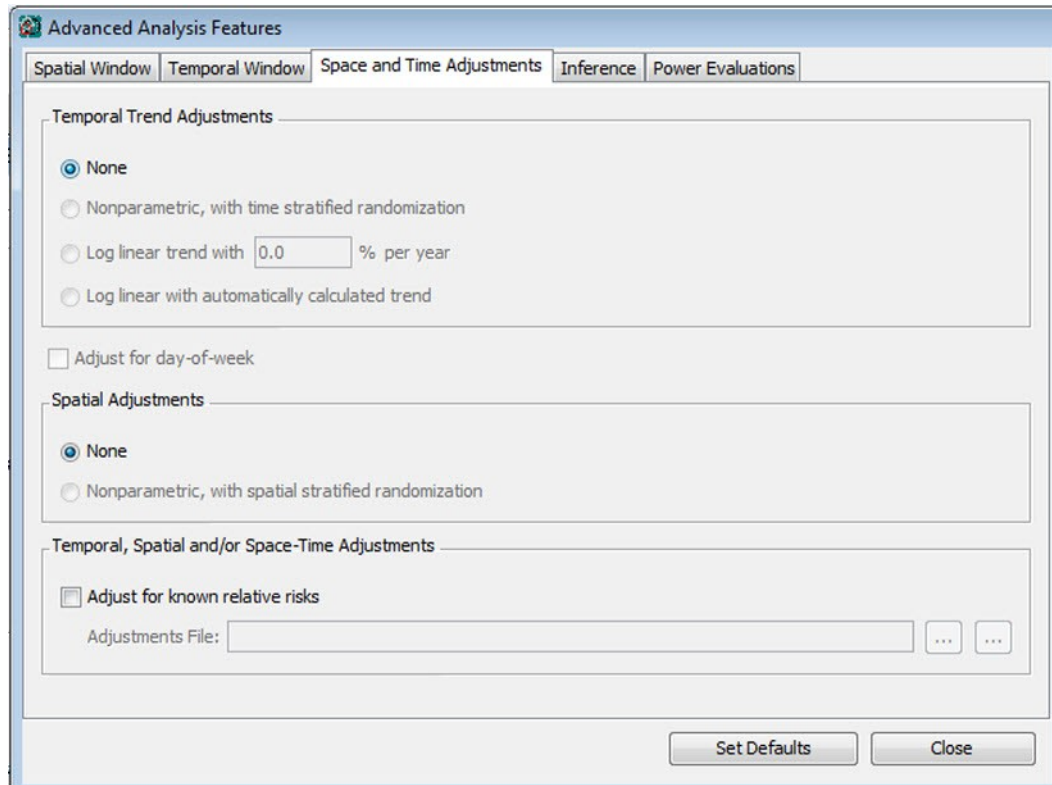 Advanced Analysis Features
Spatial Window Temporal Window Space and Time Adjustments Inference Power Evaluations
Temporal Trend Adjustments
None
Nonparametric, with time stratified randomization
Log linear trend with 0.0 % per year
Log linear with automatically calculated trend
Adjust for day-of-week
Spatial Adjustments
None
Nonparametric, with spatial stratified randomization
Temporal, Spatial and/or Space-Time Adjustments
Adjust for known relative risks
Adjustments File: ... ...
Set Defaults Close